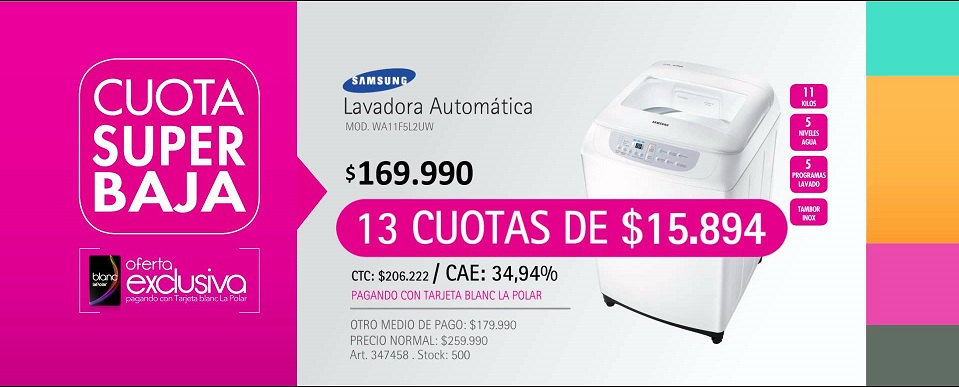 CUOTA
SUPER
BAJA
blanc
laPolar
oferta
exclusiva
pagando con Tarjeta blanc La Polar
SAMSUNG
Lavadora Automática
MOD. WA11F5L2UW
$169.990
13 CUOTAS DE $15.894
CTC: $206.222 / CAE: 34,94%
PAGANDO CON TARJETA BLANC LA POLAR
OTRO MEDIO DE PAGO: $179.990
PRECIO NORMAL: $259.990
Art. 347458 . Stock: 500
SAMSUNG
11
KILOS
5
NIVELES
AGUA
5
PROGRAMAS
LAVADO
TAMBOR
INOX